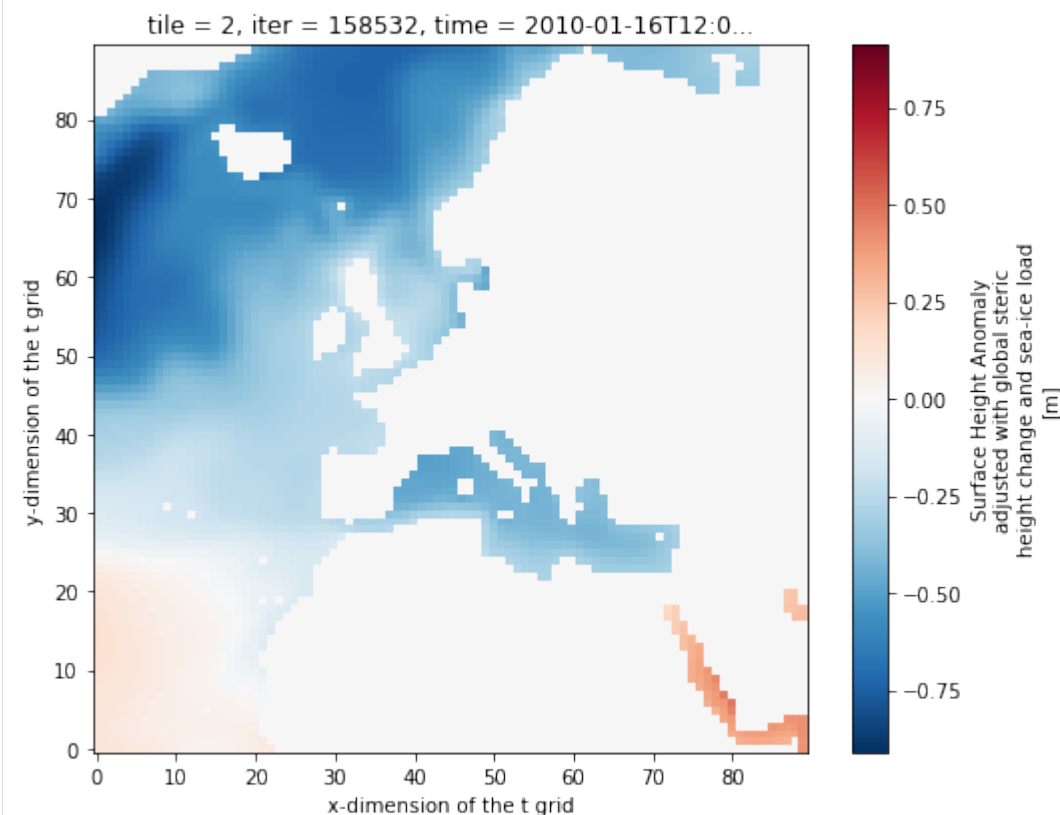 tile = 2, iter = 158532, time = 2010-01-16T12:0...
80
70
60
50
40
30
20
10
0
y-dimension of the t grid
0 10 20 30 40 50 60 70 80
x-dimension of the t grid
0.75
0.50
0.25
0.00
−0.25
−0.50
−0.75
Surface Height Anomaly
adjusted with global steric
height change and sea-ice load
[m]